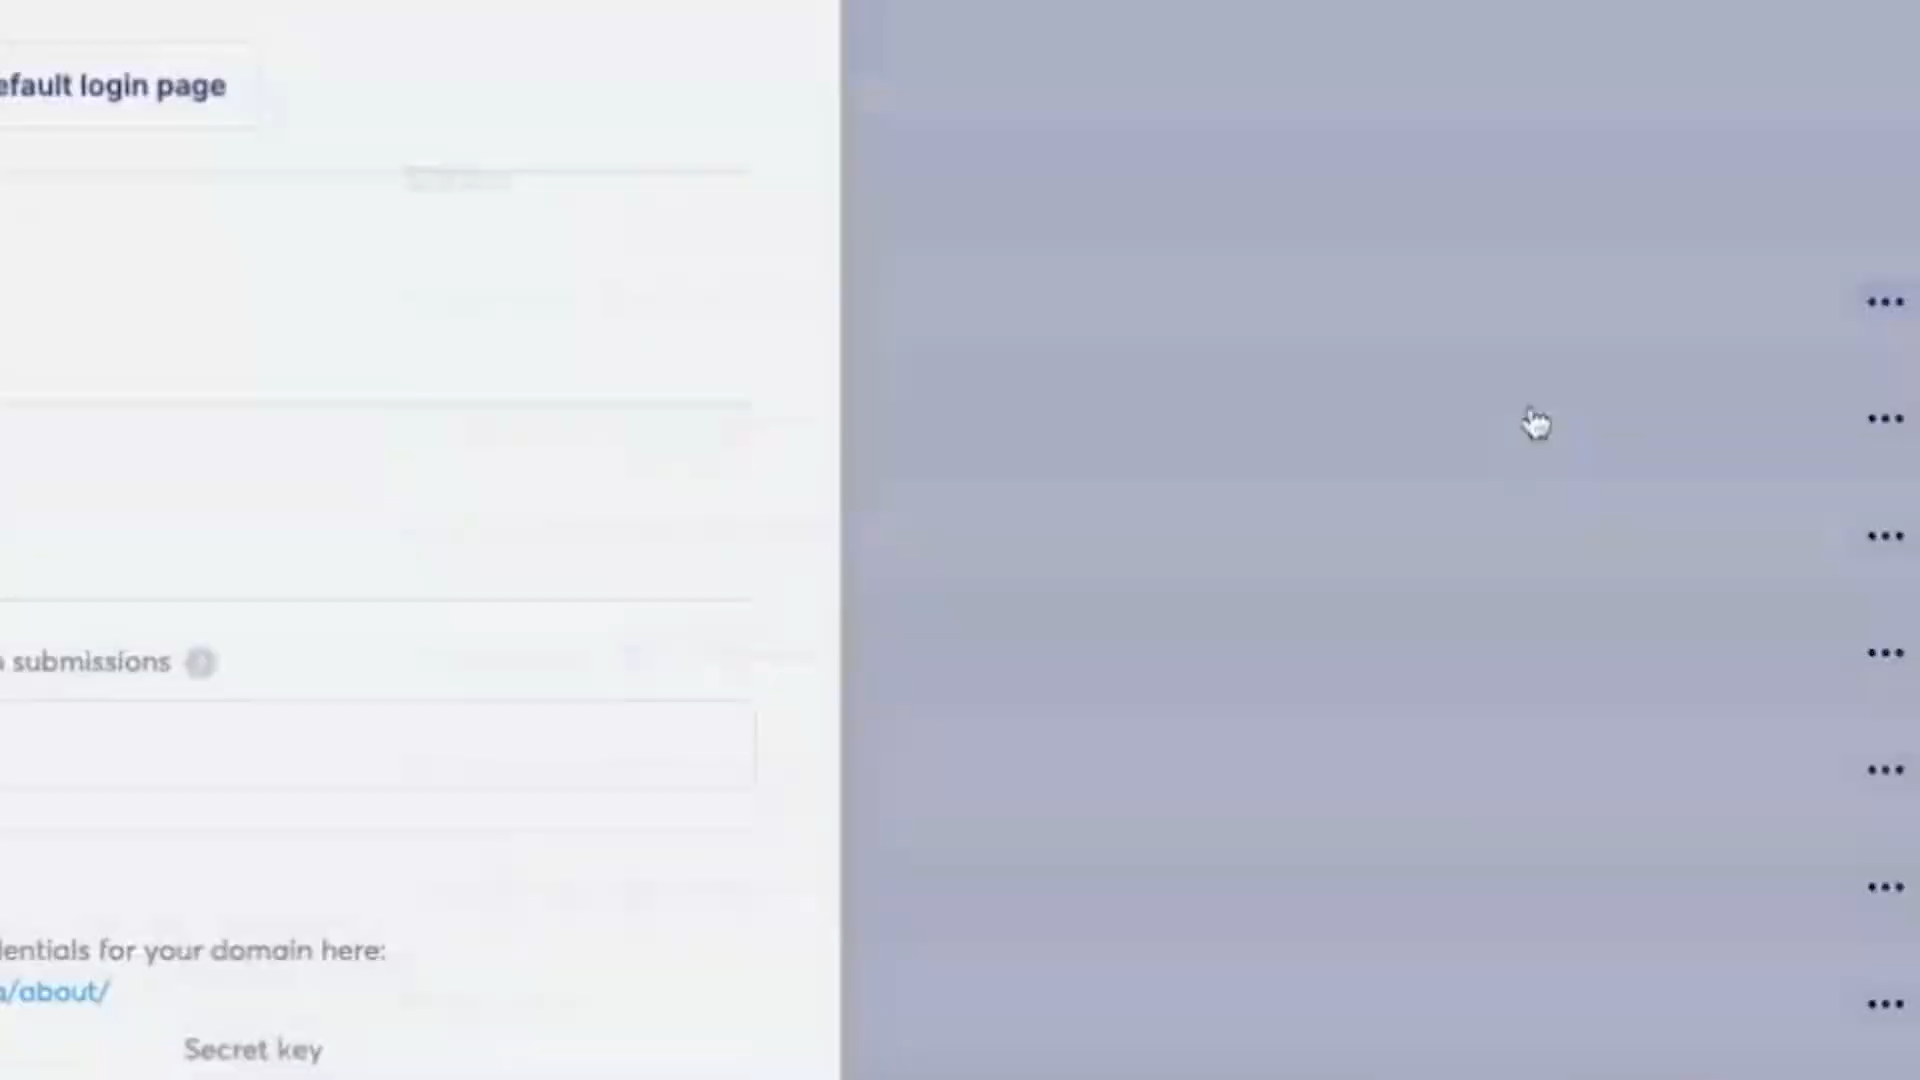 efault login page
submissions
entials for your domain here:
a/about/
Secret key